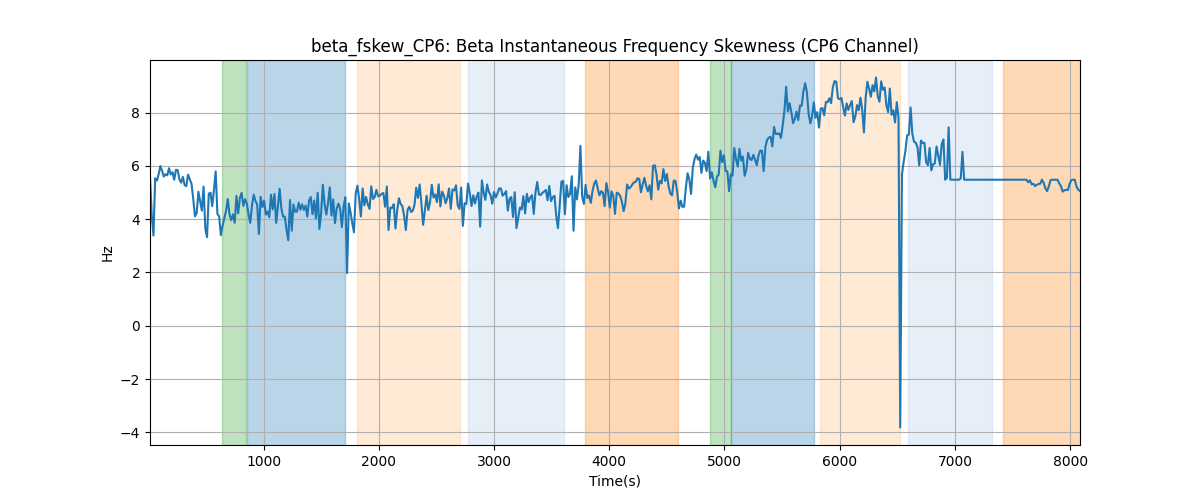 beta_fskew_CP6: Beta Instantaneous Frequency Skewness (CP6 Channel)
Hz
8
6
4
2
0
−2
−4
1000 2000 3000 4000 5000 6000 7000 8000
Time(s)